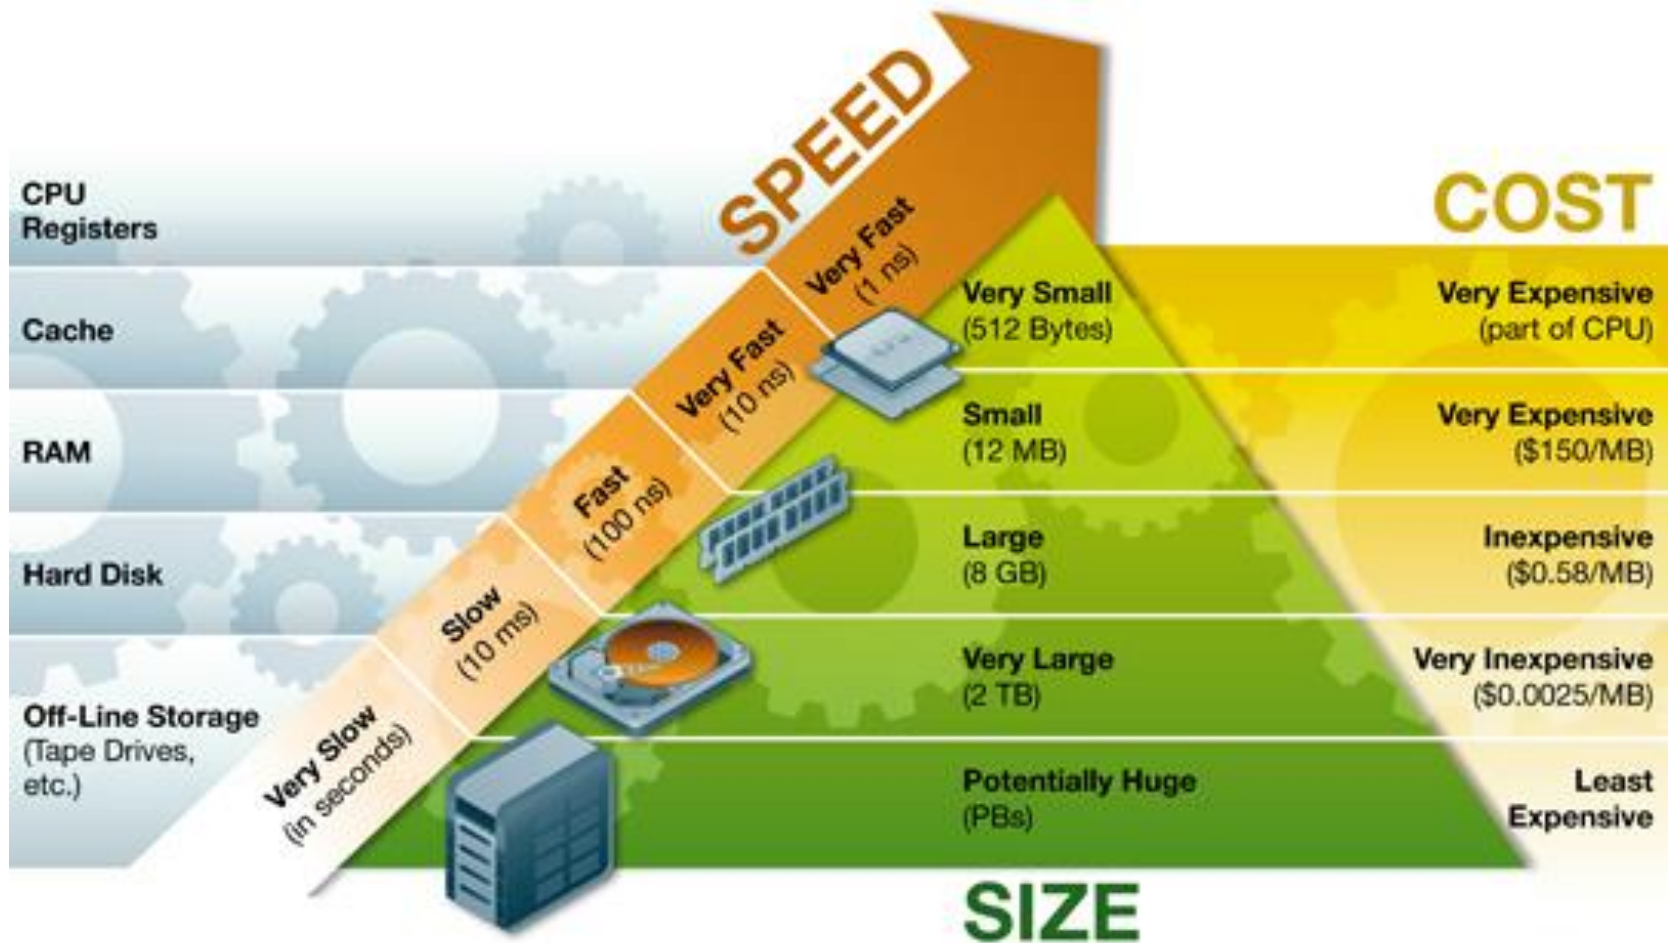 SPEED
COST
CPU
Registers
Very Fast
(1 ns)
Very Small
(512 Bytes)
Very Expensive
(part of CPU)
Cache
Very Fast
(10 ns)
Small
(12 MB)
Very Expensive
($150/MB)
RAM
Fast
(100 ns)
Large
(8 GB)
Inexpensive
($0.58/MB)
Hard Disk
Slow
(10 ms)
Very Large
(2 TB)
Very Inexpensive
($0.0025/MB)
Off-Line Storage
(Tape Drives,
etc.)
Very Slow
(in seconds)
Potentially Huge
(PBs)
Least
Expensive
SIZE